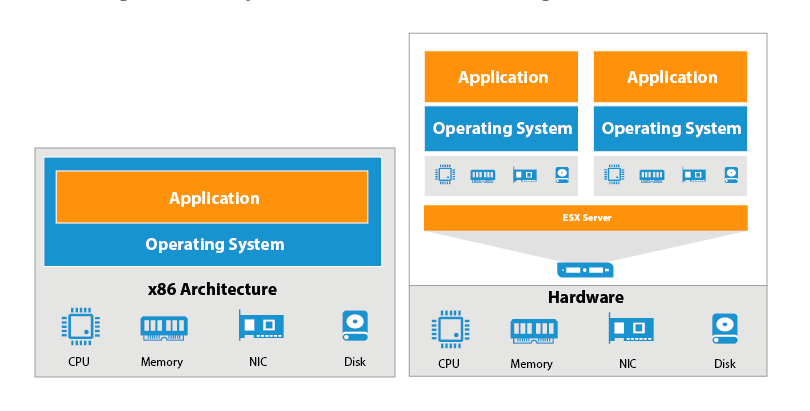 Application
Operating System
x86 Architecture
CPU Memory NIC Disk
Application Application
Operating System Operating System
ESX Server
Hardware
CPU Memory NIC Disk